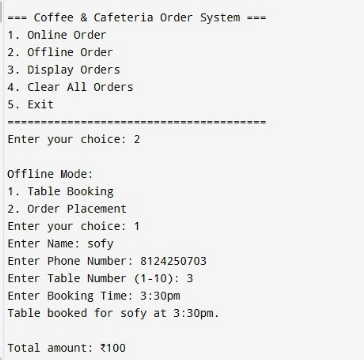 === Coffee & Cafeteria Order System ===
1. Online Order
2. Offline Order
3. Display Orders
4. Clear All Orders
5. Exit
=======================================
Enter your choice: 2
Offline Mode:
1. Table Booking
2. Order Placement
Enter your choice: 1
Enter Name: sofy
Enter Phone Number: 8124250703
Enter Table Number (1-10): 3
Enter Booking Time: 3:30pm
Table booked for sofy at 3:30pm.
Total amount: ₹100